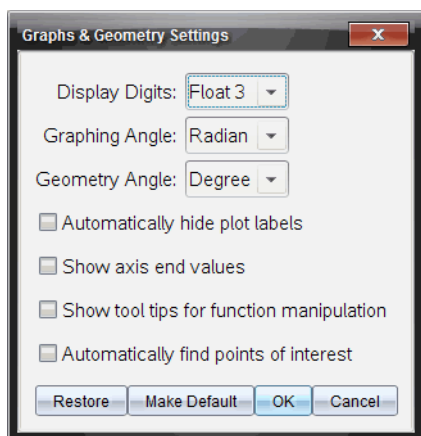 Graphs & Geometry Settings
Display Digits: Float 3
Graphing Angle: Radian
Geometry Angle: Degree
Automatically hide plot labels
Show axis end values
Show tool tips for function manipulation
Automatically find points of interest
Restore Make Default OK Cancel